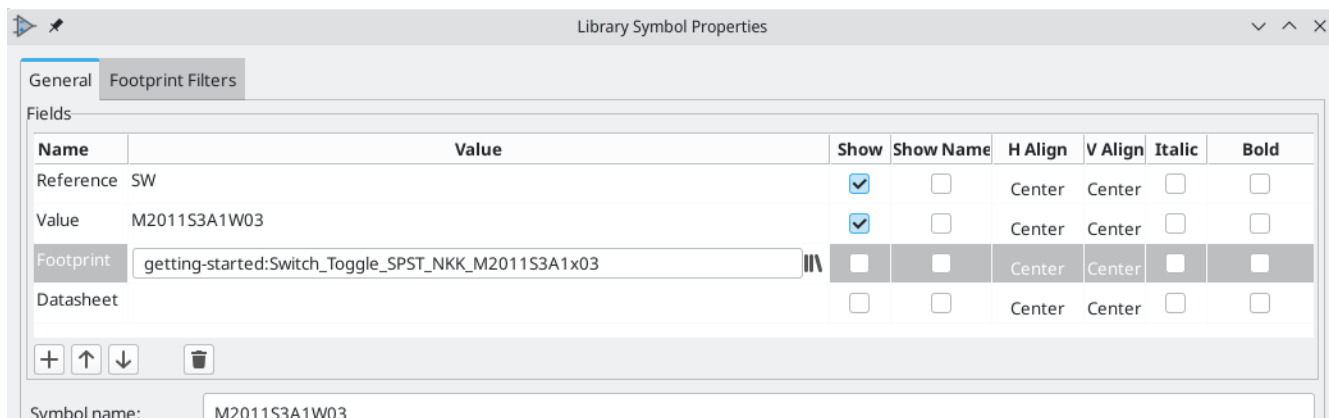 Library Symbol Properties
General Footprint Filters
Fields
Name Value Show Show Name H Align V Align Italic Bold
Reference SW Center Center
Value M2011S3A1W03 Center Center
Footprint getting-started:Switch_Toggle_SPST_NKK_M2011S3A1x03 Center Center
Datasheet Center Center
Symbol name: M2011S3A1W03